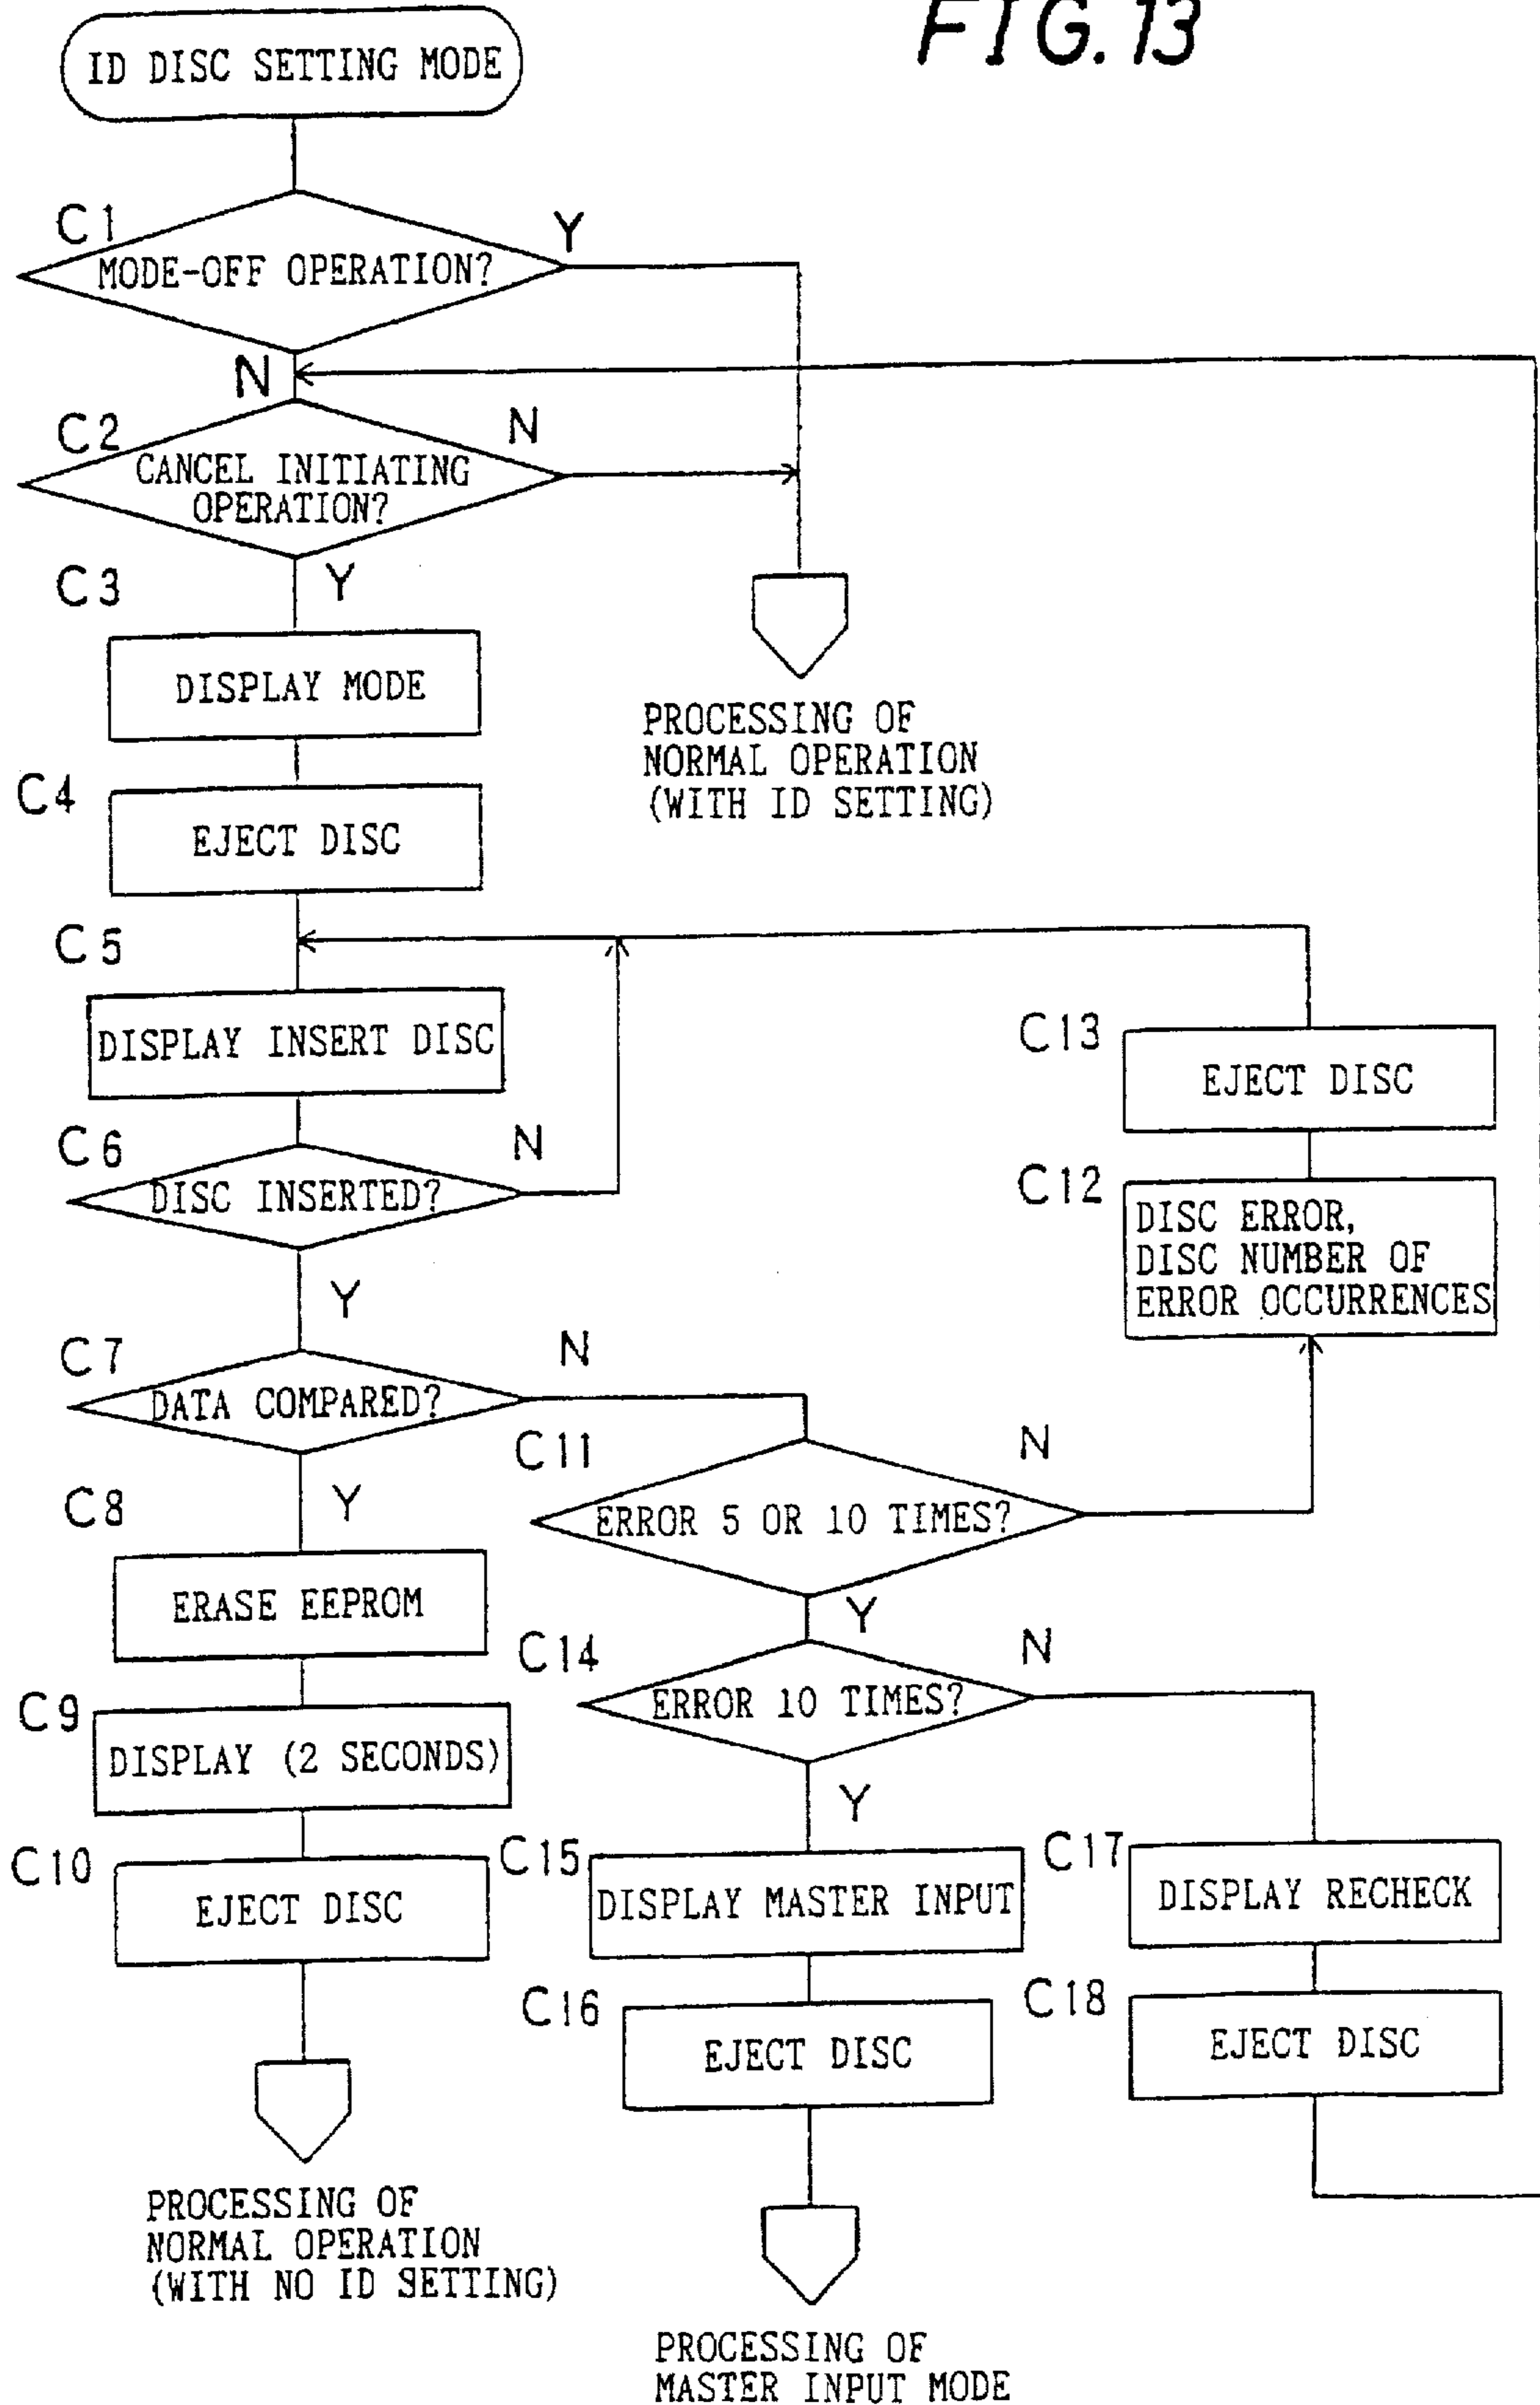 FIG. 13
ID DISC SETTING MODE
C1
Y
MODE-OFF OPERATION?
N
C2
N
CANCEL INITIATING
OPERATION?
C3
Y
DISPLAY MODE
PROCESSING OF
NORMAL OPERATION
(WITH ID SETTING)
C4
EJECT DISC
C5
DISPLAY INSERT DISC
C13
EJECT DISC
C6
N
DISC INSERTED?
C12
DISC ERROR,
DISC NUMBER OF
ERROR OCCURRENCES
Y
C7
N
DATA COMPARED?
C11
N
ERROR 5 OR 10 TIMES?
C8
Y
ERASE EEPROM
Y
C14
N
ERROR 10 TIMES?
C9
DISPLAY (2 SECONDS)
Y
C10
EJECT DISC
C15
DISPLAY MASTER INPUT
C17
DISPLAY RECHECK
C16
EJECT DISC
C18
EJECT DISC
PROCESSING OF
NORMAL OPERATION
(WITH NO ID SETTING)
PROCESSING OF
MASTER INPUT MODE